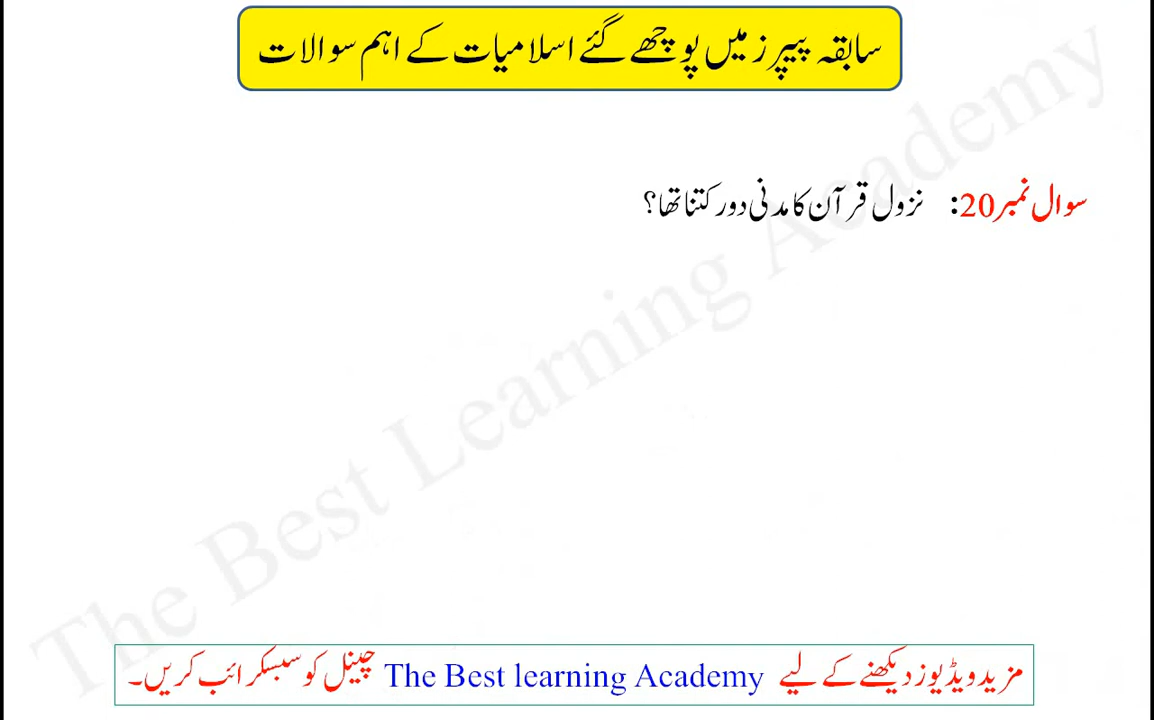 سابقہ پیپرز میں پوچھے گئے اسلامیات کے اہم سوالات
سوال نمبر20: نزول قرآن کا مدنی دور کتنا تھا؟
The Best Learning Academy
مزید ویڈیوز دیکھنے کے لیے The Best learning Academy چینل کو سبسکرائب کریں۔